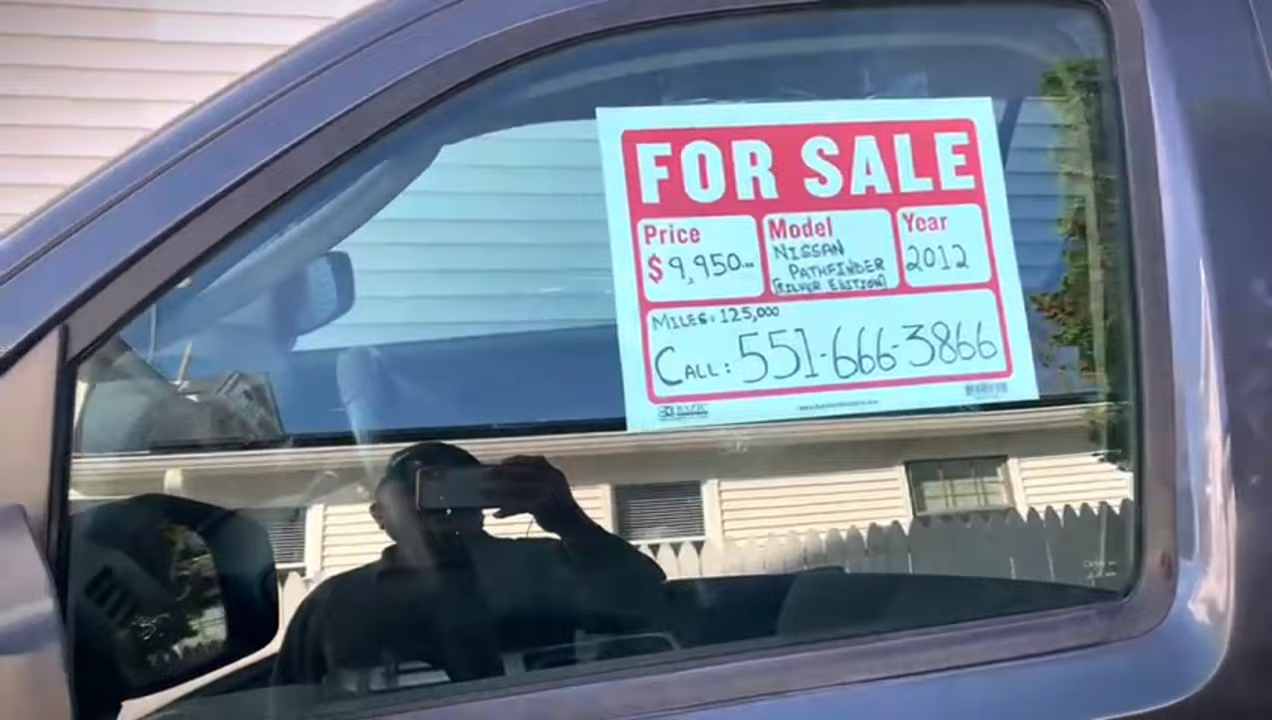 FOR SALE
Price
$9,950.--
Model
NISSAN
PATHFINDER
[SILVER EDITION]
Year
2012
MILES: 125,000
CALL: 551-666-3866